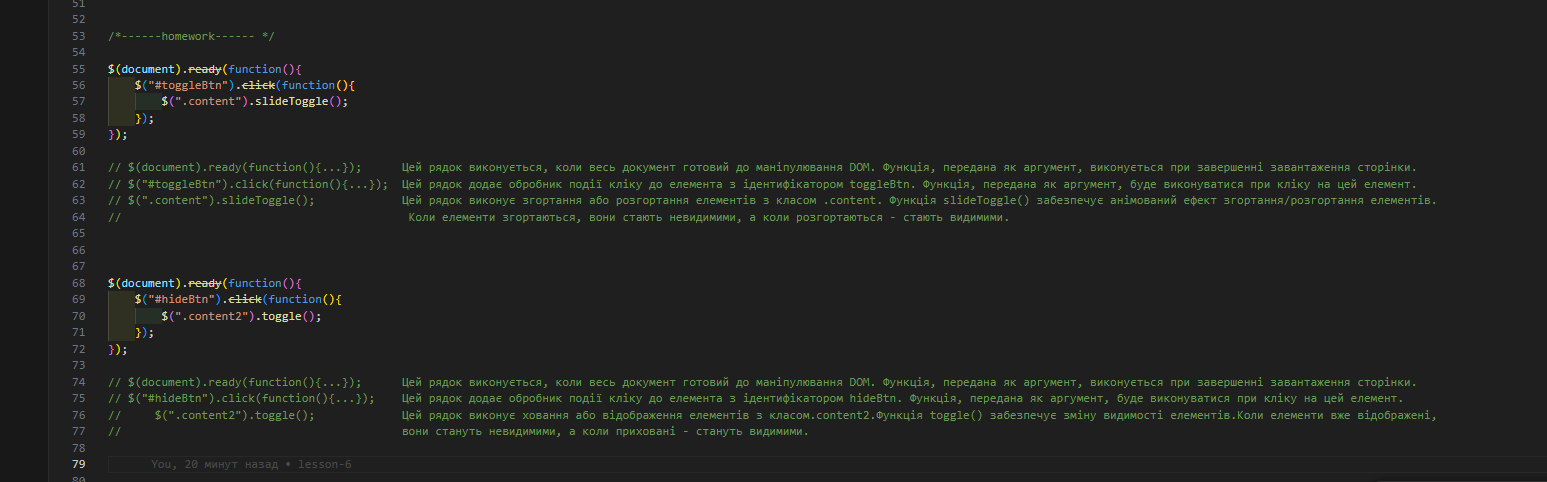 51
52
53 /*------homework------ */
54
55 $(document).ready(function(){
56     $("#toggleBtn").click(function(){
57         $(".content").slideToggle();
58     });
59 });
60
61 // $(document).ready(function(){...});      Цей рядок виконується, коли весь документ готовий до маніпулювання DOM. Функція, передана як аргумент, виконується при завершенні завантаження сторінки.
62 // $("#toggleBtn").click(function(){...});  Цей рядок додає обробник події кліку до елемента з ідентифікатором toggleBtn. Функція, передана як аргумент, буде виконуватися при кліку на цей елемент.
63 // $(".content").slideToggle();             Цей рядок виконує згортання або розгортання елементів з класом .content. Функція slideToggle() забезпечує анімований ефект згортання/розгортання елементів.
64 //                                           Коли елементи згортаються, вони стають невидимими, а коли розгортаються - стають видимими.
65
66
67
68 $(document).ready(function(){
69     $("#hideBtn").click(function(){
70         $(".content2").toggle();
71     });
72 });
73
74 // $(document).ready(function(){...});      Цей рядок виконується, коли весь документ готовий до маніпулювання DOM. Функція, передана як аргумент, виконується при завершенні завантаження сторінки.
75 // $("#hideBtn").click(function(){...});    Цей рядок додає обробник події кліку до елемента з ідентифікатором hideBtn. Функція, передана як аргумент, буде виконуватися при кліку на цей елемент.
76 //     $(".content2").toggle();             Цей рядок виконує ховання або відображення елементів з класом.content2.Функція toggle() забезпечує зміну видимості елементів.Коли елементи вже відображені,
77 //                                          вони стануть невидимими, а коли приховані - стануть видимими.
78
79       You, 20 минут назад • lesson-6
80